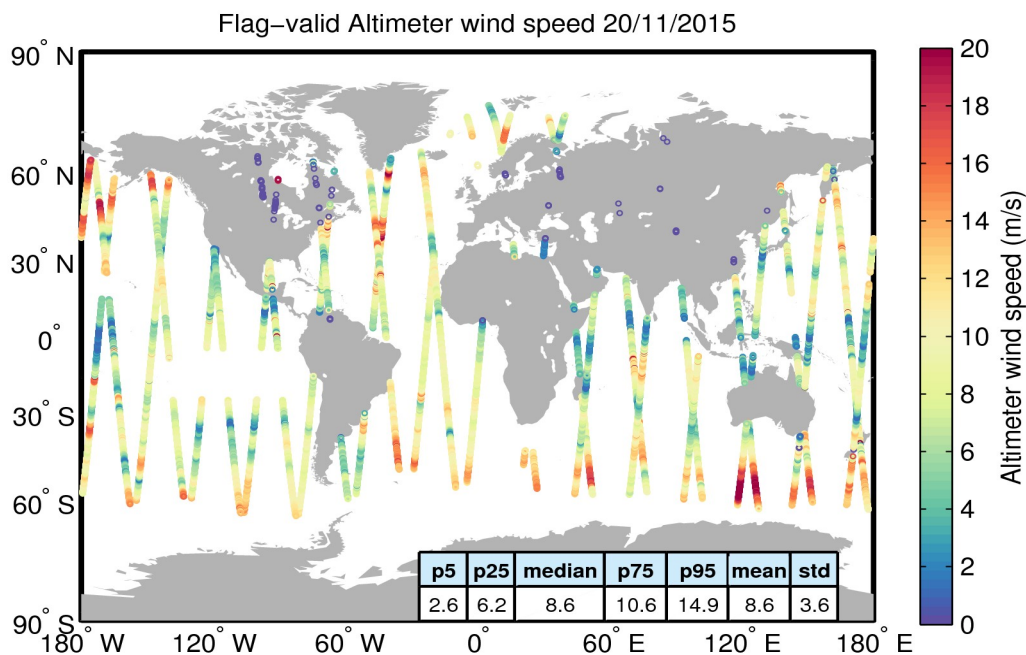 Flag−valid Altimeter wind speed 20/11/2015
90° N
60° N
30° N
0°
30° S
60° S
90° S
180° W
120° W
60° W
0°
60° E
120° E
180° E
p5 p25 median p75 p95 mean std
2.6 6.2 8.6 10.6 14.9 8.6 3.6
20
18
16
14
12
10
8
6
4
2
0
Altimeter wind speed (m/s)